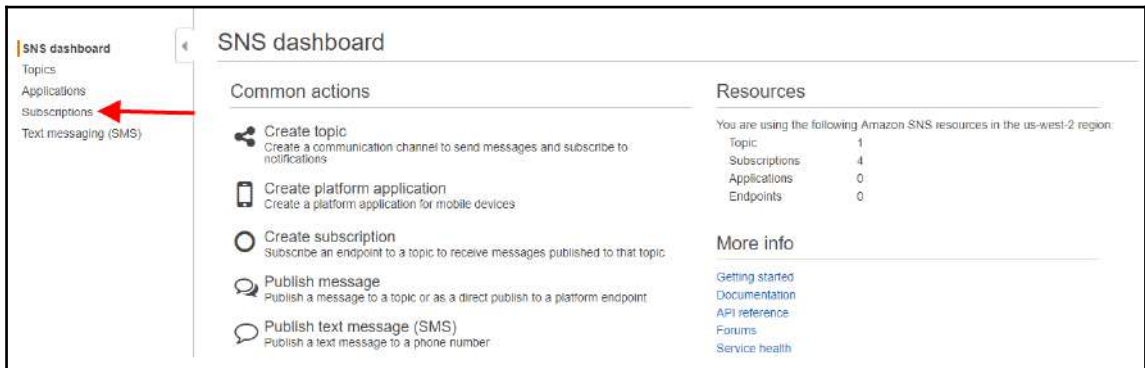 SNS dashboard
Topics
Applications
Subscriptions
Text messaging (SMS)
SNS dashboard
Common actions
Create topic
Create a communication channel to send messages and subscribe to
notifications
Create platform application
Create a platform application for mobile devices
Create subscription
Subscribe an endpoint to a topic to receive messages published to that topic
Publish message
Publish a message to a topic or as a direct publish to a platform endpoint
Publish text message (SMS)
Publish a text message to a phone number
Resources
You are using the following Amazon SNS resources in the us-west-2 region
Topic 1
Subscriptions 4
Applications 0
Endpoints 0
More info
Getting started
Documentation
API reference
Forums
Service health